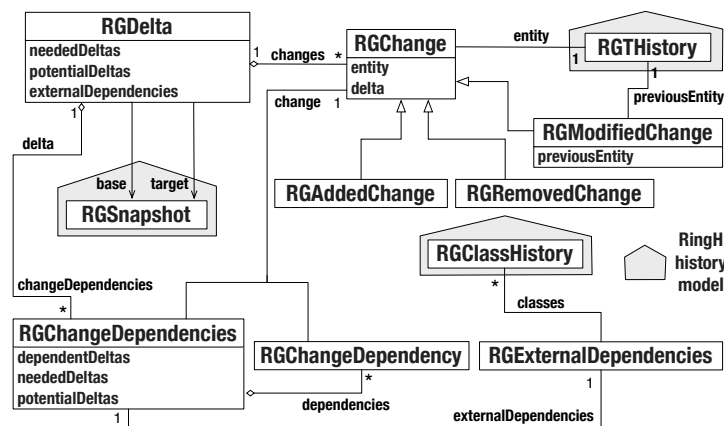 RGDelta
neededDeltas
potentialDeltas
externalDependencies
1
changes
*
RGChange
entity
delta
entity
1
RGTHistory
1
previousEntity
1
change
1
delta
RGModifiedChange
previousEntity
base
target
RGSnapshot
RGAddedChange
RGRemovedChange
RGClassHistory
*
classes
RingH
history
model
changeDependencies
*
RGChangeDependencies
dependentDeltas
neededDeltas
potentialDeltas
1
RGChangeDependency
*
dependencies
RGExternalDependencies
1
externalDependencies